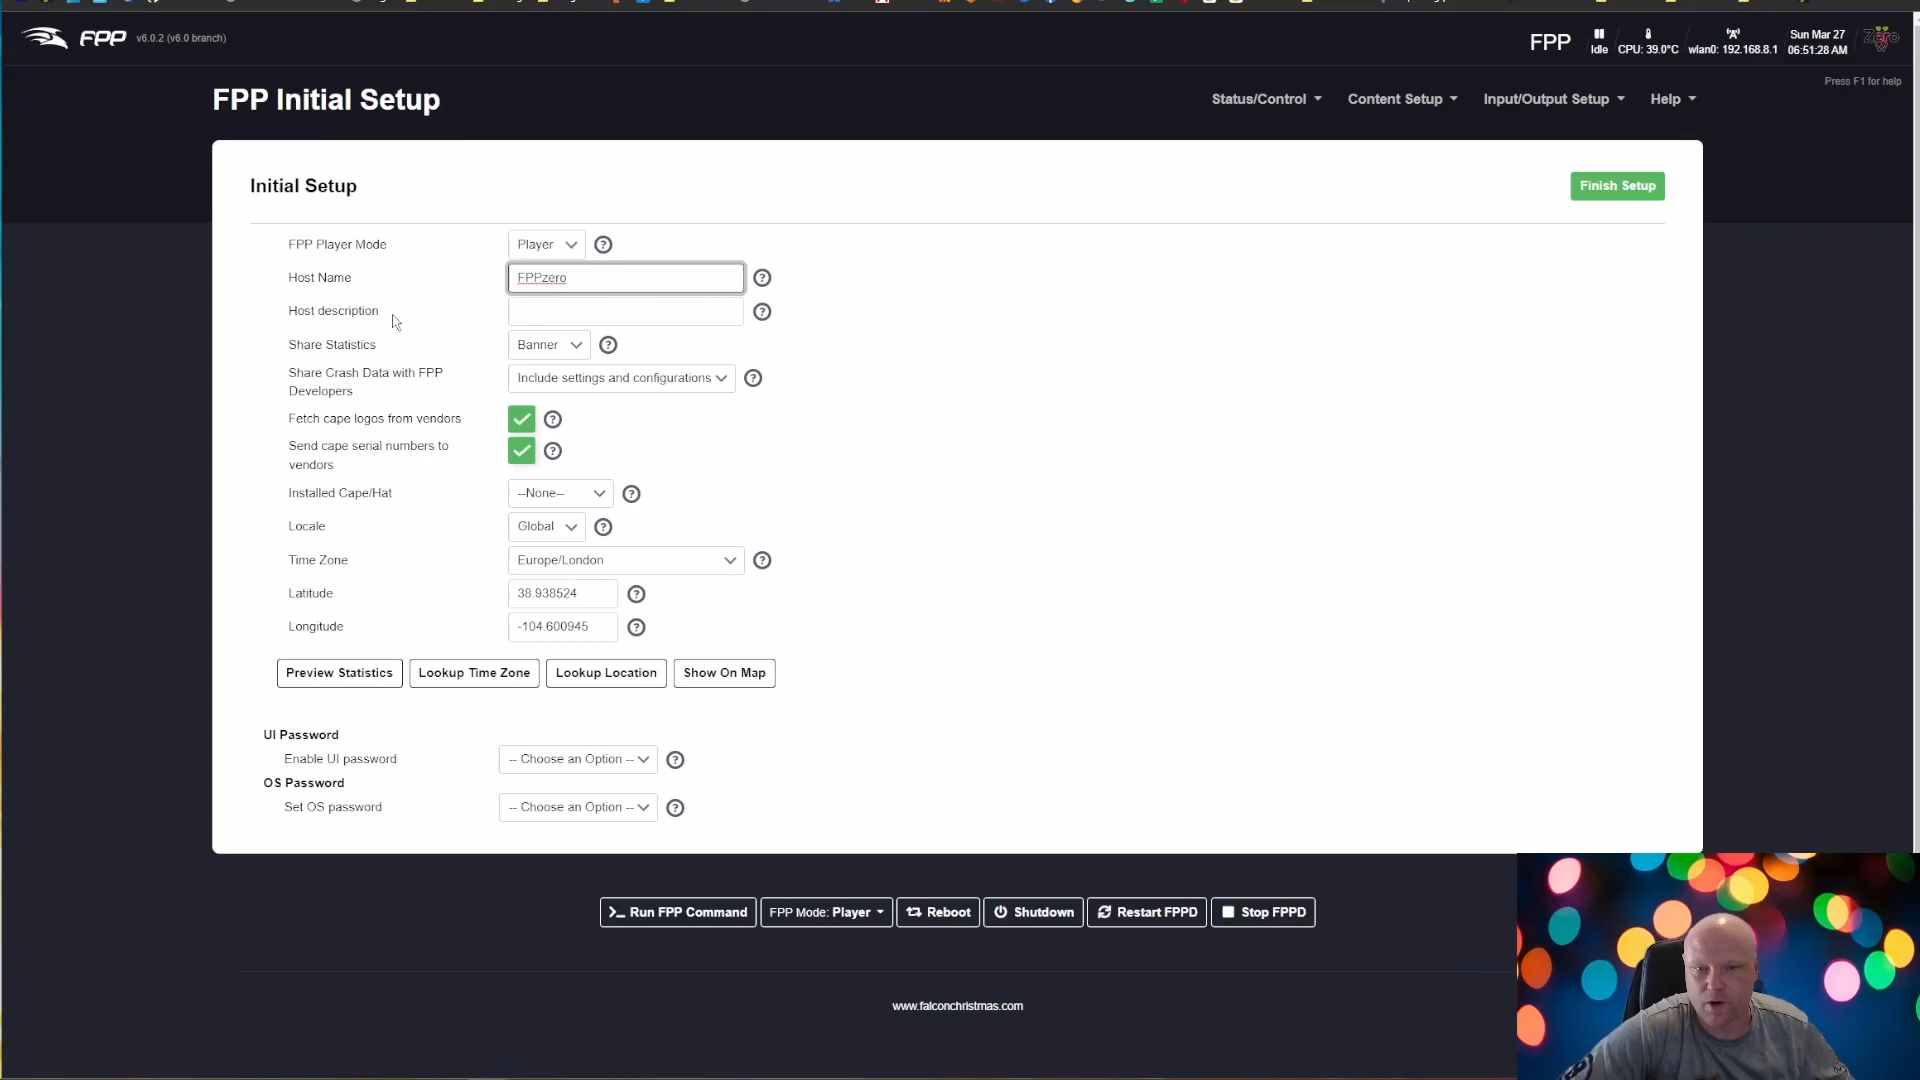 FPP v6.0.2 (v6.0 branch)
FPP Idle CPU: 39.0°C wlan0: 192.168.8.1 Sun Mar 27 06:51:28 AM Zero W
Press F1 for help
FPP Initial Setup
Status/Control Content Setup Input/Output Setup Help
Initial Setup
Finish Setup
FPP Player Mode Player ?
Host Name FPPzero ?
Host description ?
Share Statistics Banner ?
Share Crash Data with FPP Developers Include settings and configurations ?
Fetch cape logos from vendors ?
Send cape serial numbers to vendors ?
Installed Cape/Hat --None-- ?
Locale Global ?
Time Zone Europe/London ?
Latitude 38.938524 ?
Longitude -104.600945 ?
Preview Statistics Lookup Time Zone Lookup Location Show On Map
UI Password
Enable UI password -- Choose an Option -- ?
OS Password
Set OS password -- Choose an Option -- ?
>_ Run FPP Command FPP Mode: Player Reboot Shutdown Restart FPPD Stop FPPD
www.falconchristmas.com